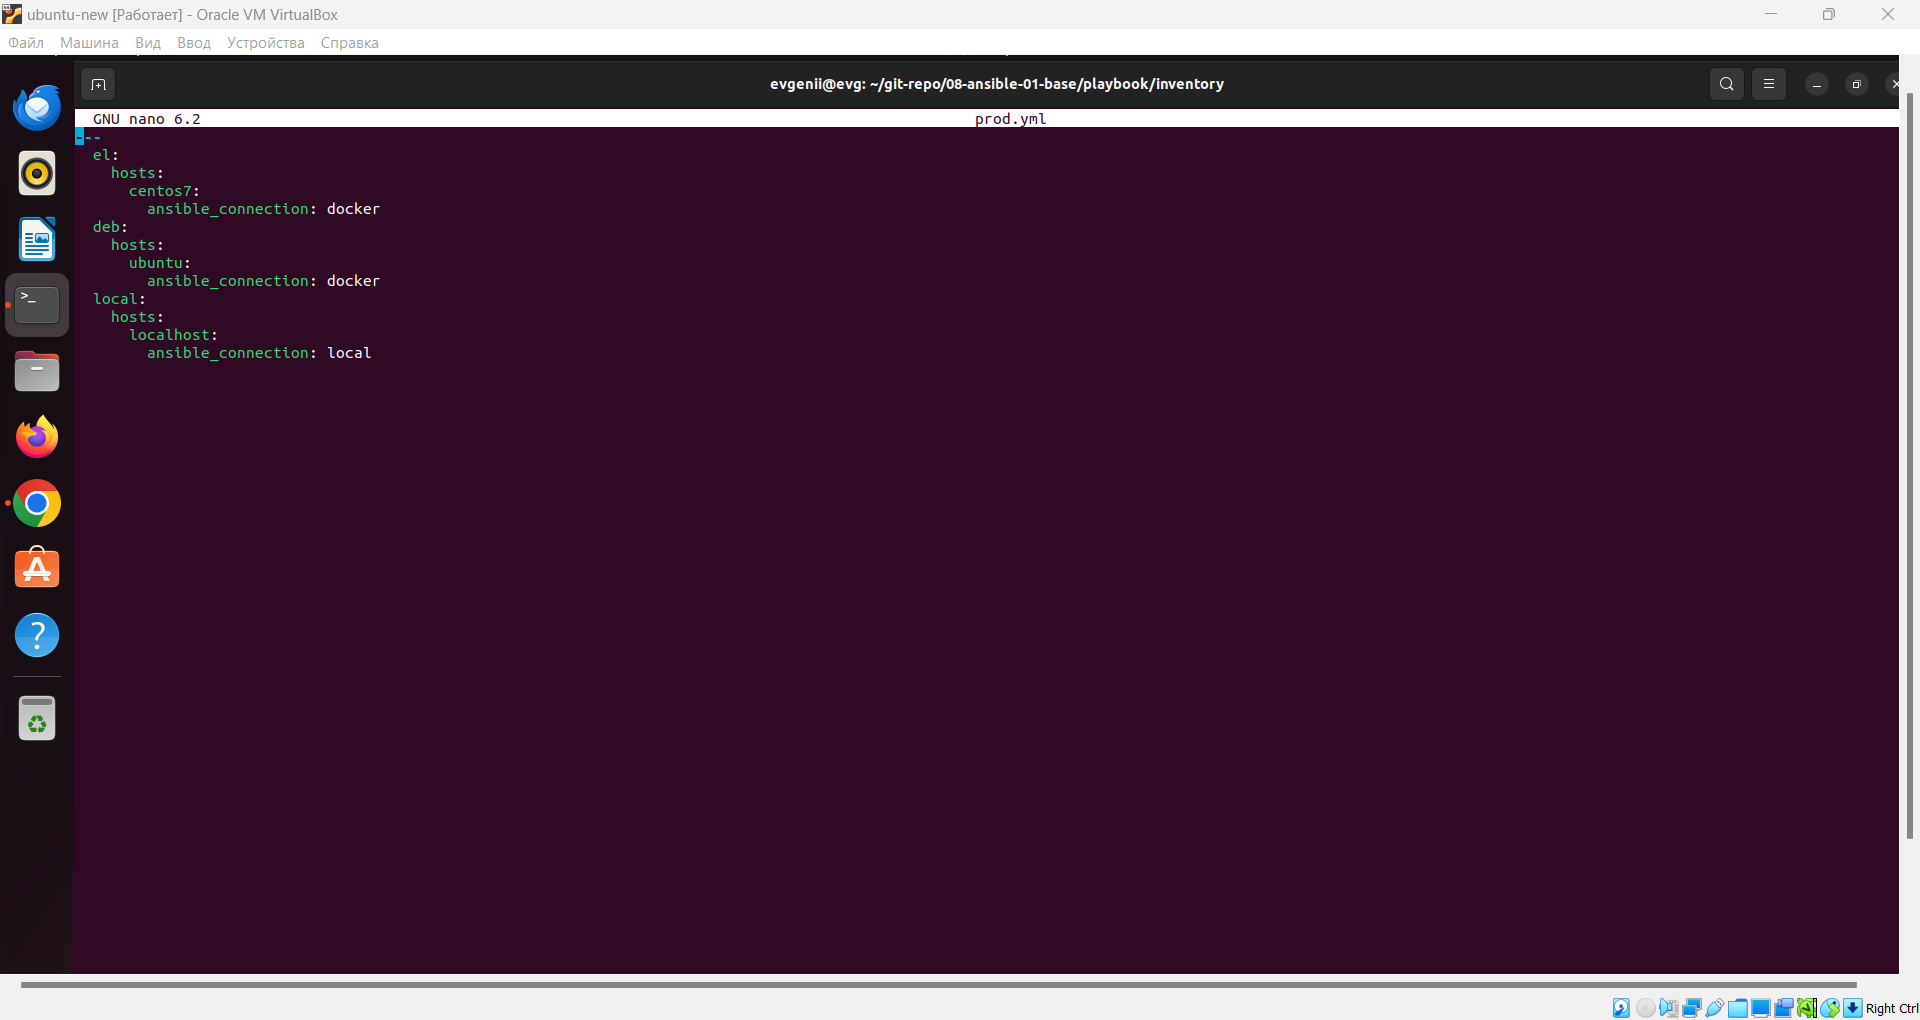 ubuntu-new [Работает] - Oracle VM VirtualBox
Файл Машина Вид Ввод Устройства Справка
evgenii@evg: ~/git-repo/08-ansible-01-base/playbook/inventory
GNU nano 6.2 prod.yml
---
  el:
    hosts:
      centos7:
        ansible_connection: docker
  deb:
    hosts:
      ubuntu:
        ansible_connection: docker
  local:
    hosts:
      localhost:
        ansible_connection: local
Right Ctrl